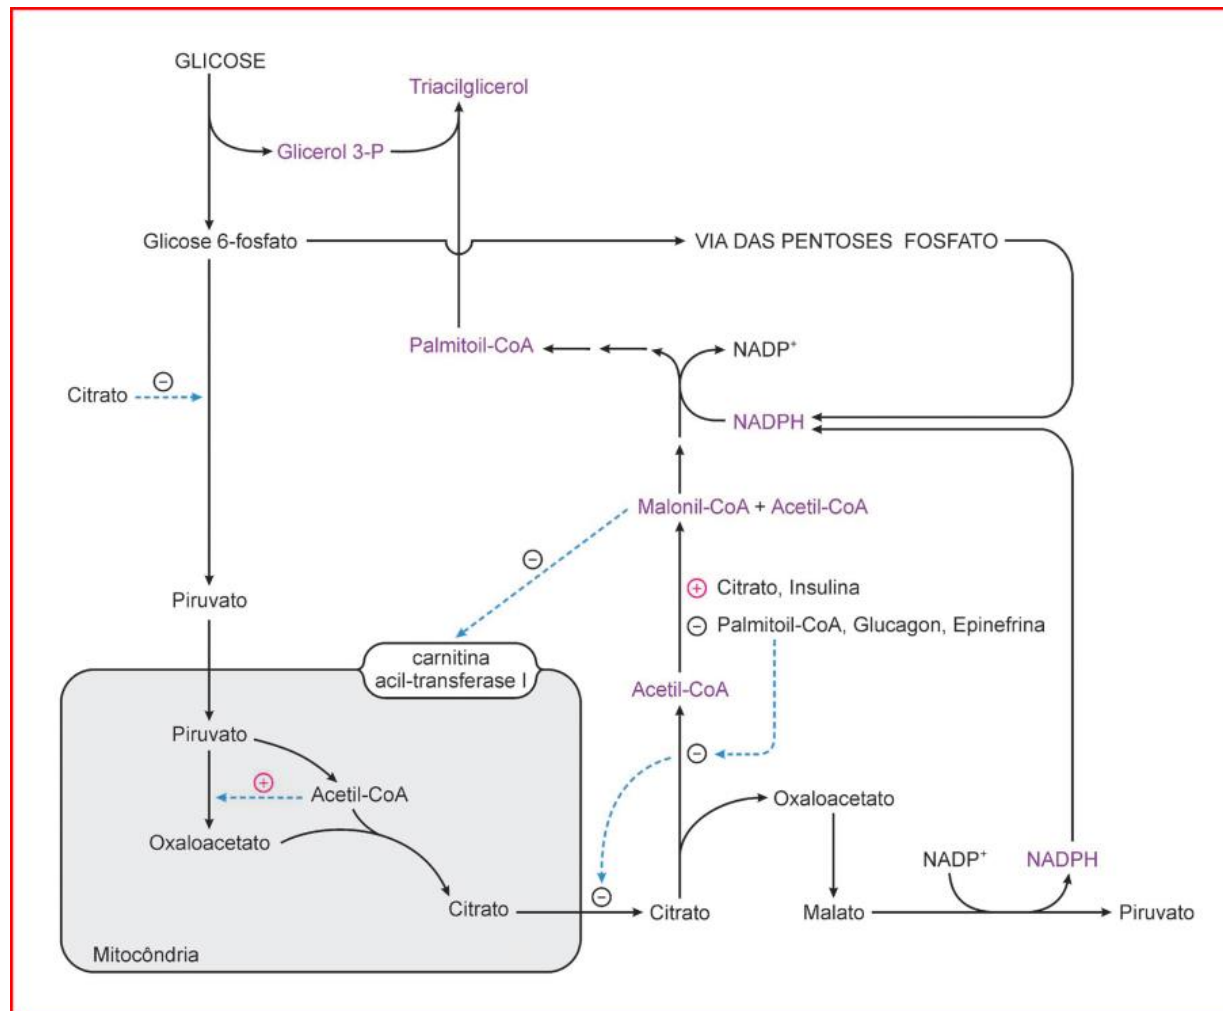 GLICOSE
Triacilglicerol
Glicerol 3-P
Glicose 6-fosfato
VIA DAS PENTOSES FOSFATO
Palmitoil-CoA
NADP+
Citrato
−
NADPH
Malonil-CoA + Acetil-CoA
−
+ Citrato, Insulina
− Palmitoil-CoA, Glucagon, Epinefrina
Piruvato
carnitina
acil-transferase I
Acetil-CoA
Piruvato
−
+
Acetil-CoA
Oxaloacetato
Oxaloacetato
NADP+
NADPH
−
Citrato
Citrato
Malato
Piruvato
Mitocôndria